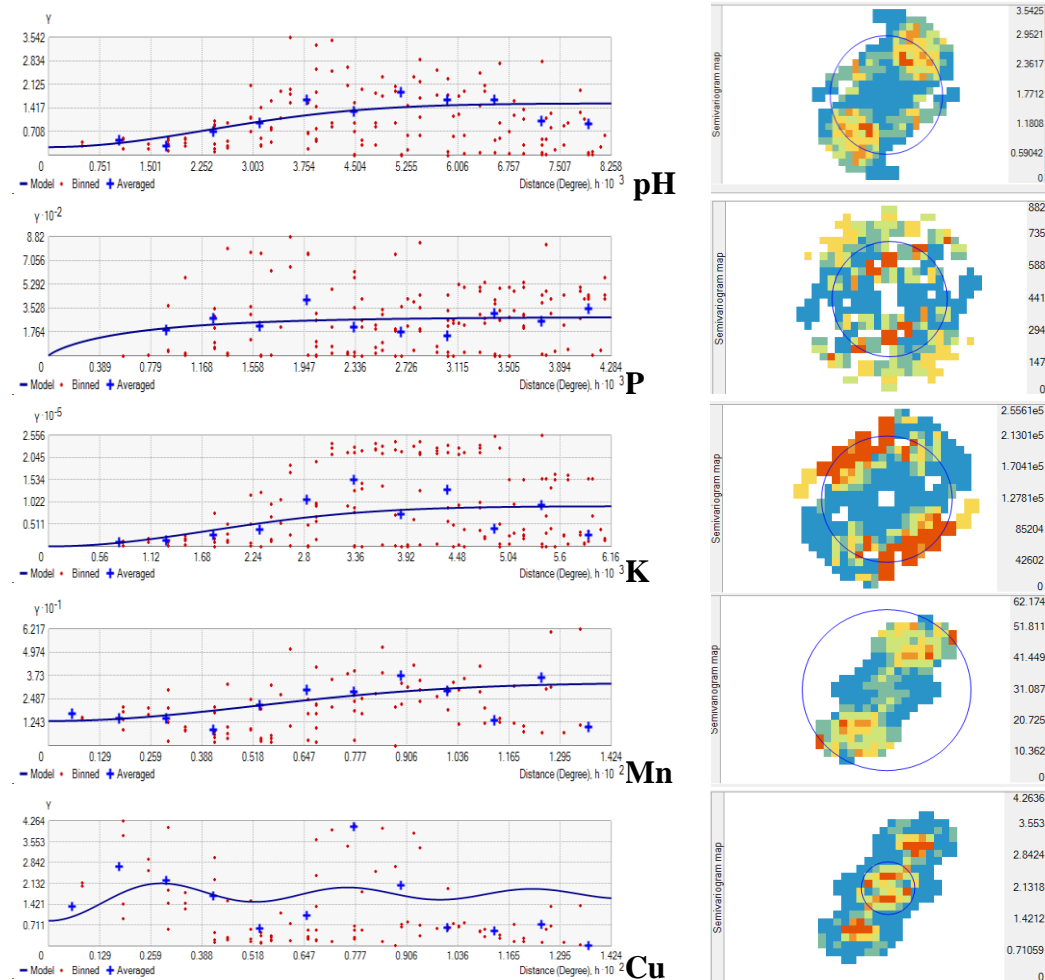 γ
3.542
2.834
2.125
1.417
0.708
0 0.751 1.501 2.252 3.003 3.754 4.504 5.255 6.006 6.757 7.507 8.258
Model Binned Averaged Distance (Degree), h·10 3
pH
Semivariogram map
3.5425
2.9521
2.3617
1.7712
1.1808
0.59042
0
γ·10-2
8.82
7.056
5.292
3.528
1.764
0 0.389 0.779 1.168 1.558 1.947 2.336 2.726 3.115 3.505 3.894 4.284
Model Binned Averaged Distance (Degree), h·10 3
P
Semivariogram map
882
735
588
441
294
147
0
γ·10-5
2.556
2.045
1.534
1.022
0.511
0 0.56 1.12 1.68 2.24 2.8 3.36 3.92 4.48 5.04 5.6 6.16
Model Binned Averaged Distance (Degree), h·10 3
K
Semivariogram map
2.5561e5
2.1301e5
1.7041e5
1.2781e5
85204
42602
0
γ·10-1
6.217
4.974
3.73
2.487
1.243
0 0.129 0.259 0.388 0.518 0.647 0.777 0.906 1.036 1.165 1.295 1.424
Model Binned Averaged Distance (Degree), h·10 2
Mn
Semivariogram map
62.174
51.811
41.449
31.087
20.725
10.362
0
γ
4.264
3.553
2.842
2.132
1.421
0.711
0 0.129 0.259 0.388 0.518 0.647 0.777 0.906 1.036 1.165 1.295 1.424
Model Binned Averaged Distance (Degree), h·10 2
Cu
Semivariogram map
4.2636
3.553
2.8424
2.1318
1.4212
0.71059
0